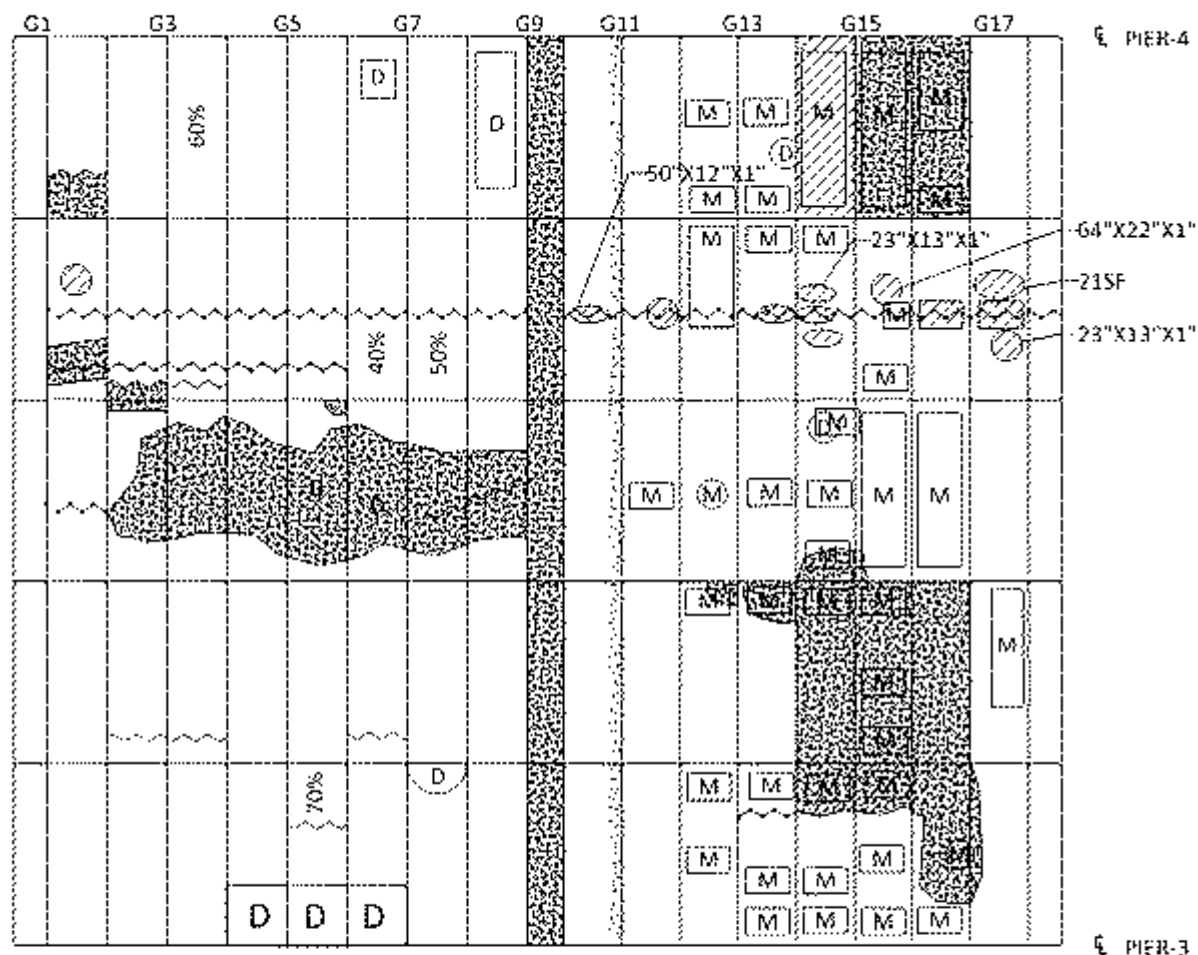 G1 G3 G5 G7 G9 G11 G13 G15 G17
℄ PIER-4
D
D M M M M M
60%
D
50"X12"X1"
M M M
M M M 23"X13"X1" 64"X22"X1"
21SF
M
40% 50% 23"X13"X1"
M
D M
D M M M M M M
D
M
M M M M
M
M
M
D M M M M
70%
M M M
M M
D D D M M M M
℄ PIER-3